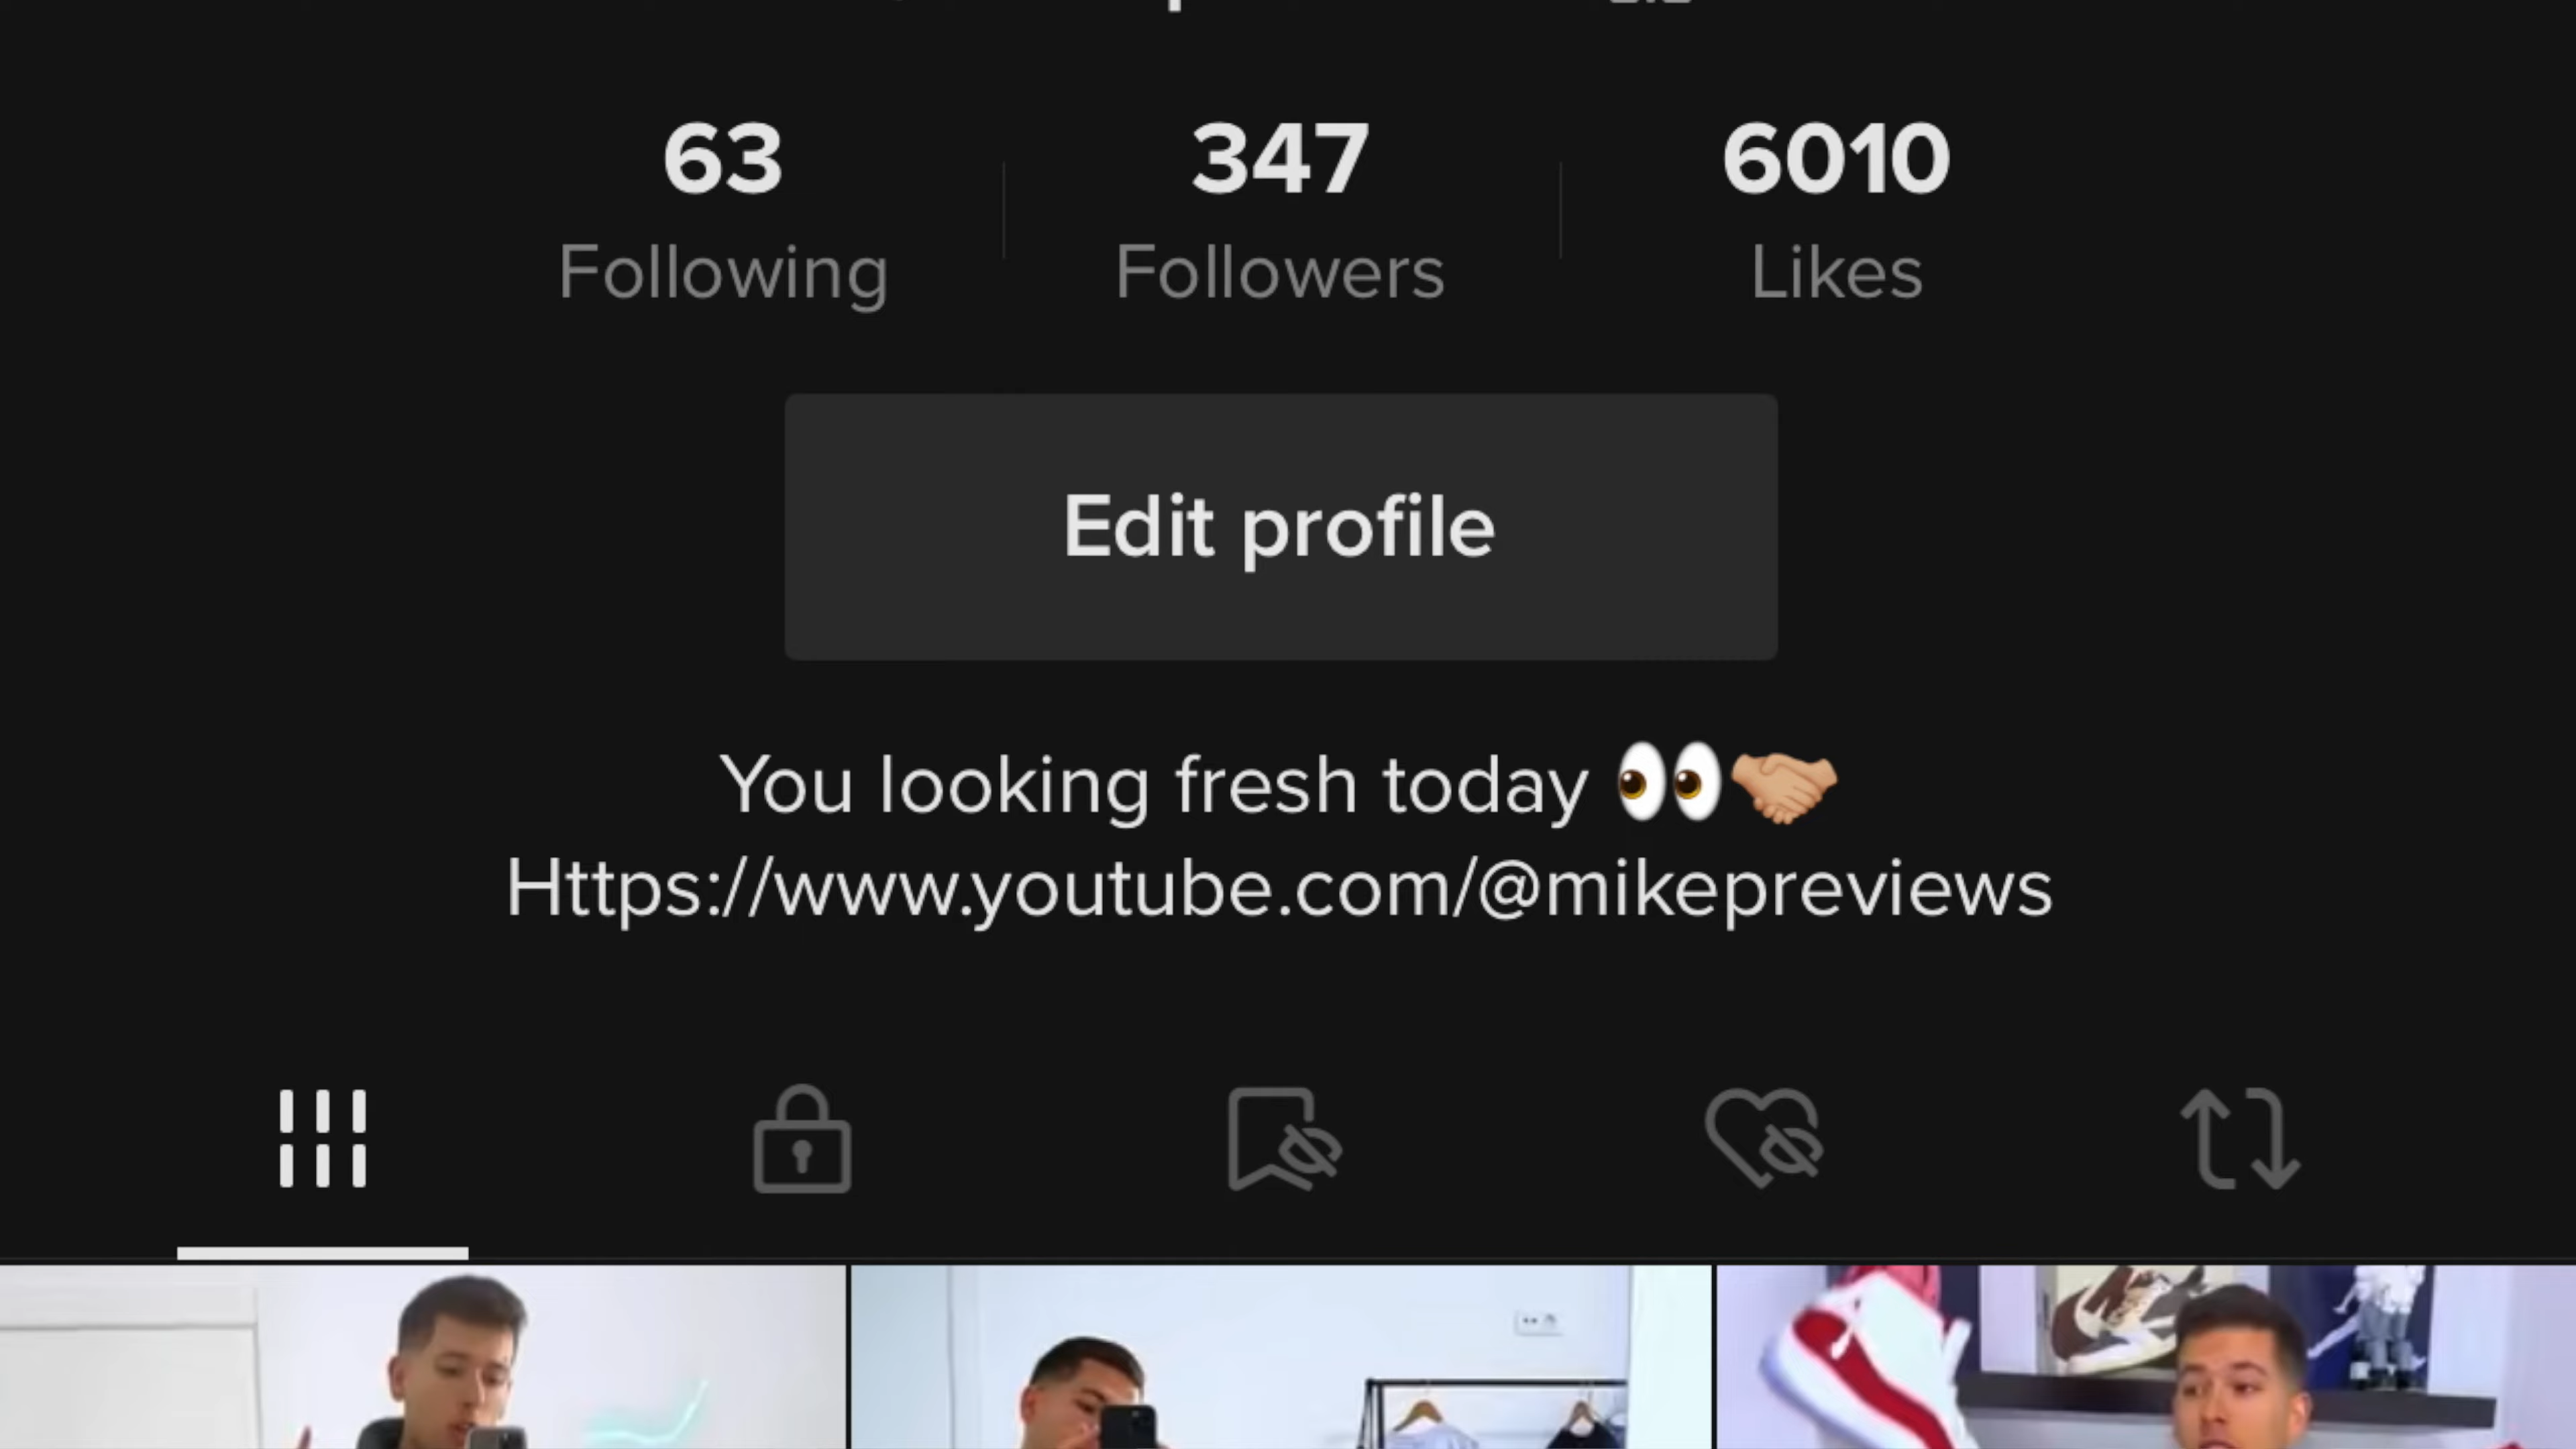 63 347 6010
Following Followers Likes
Edit profile
You looking fresh today 👀🤝🏼
Https://www.youtube.com/@mikepreviews